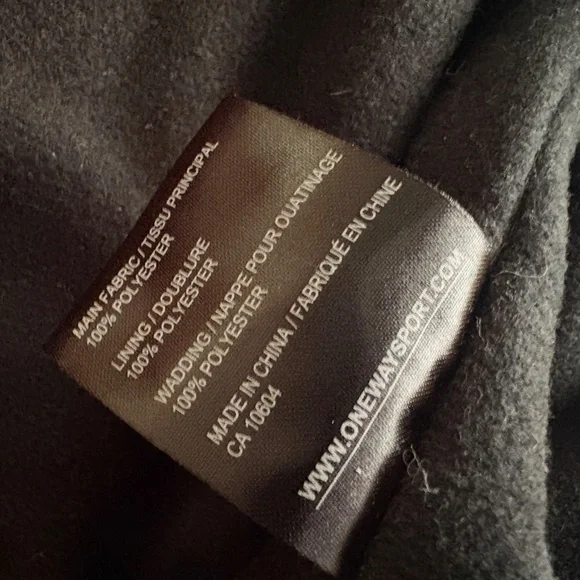 MAIN FABRIC / TISSU PRINCIPAL
100% POLYESTER
LINING / DOUBLURE
100% POLYESTER
WADDING / NAPPE POUR OUATINAGE
100% POLYESTER
MADE IN CHINA / FABRIQUÉ EN CHINE
CA 10604
WWW.ONEWAYSPORT.COM